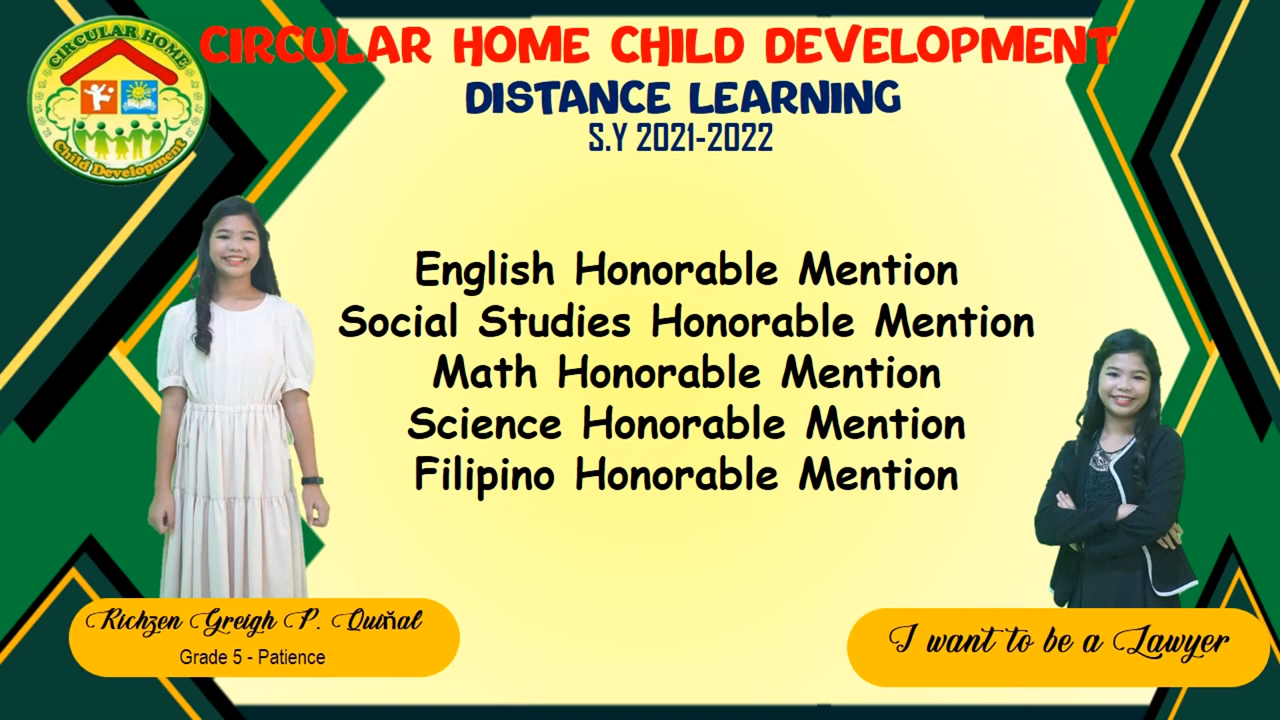 CIRCULAR HOME
Child Development
CIRCULAR HOME CHILD DEVELOPMENT
DISTANCE LEARNING
S.Y 2021-2022
English Honorable Mention
Social Studies Honorable Mention
Math Honorable Mention
Science Honorable Mention
Filipino Honorable Mention
Richzen Greigh P. Quiňal
Grade 5 - Patience
I want to be a Lawyer